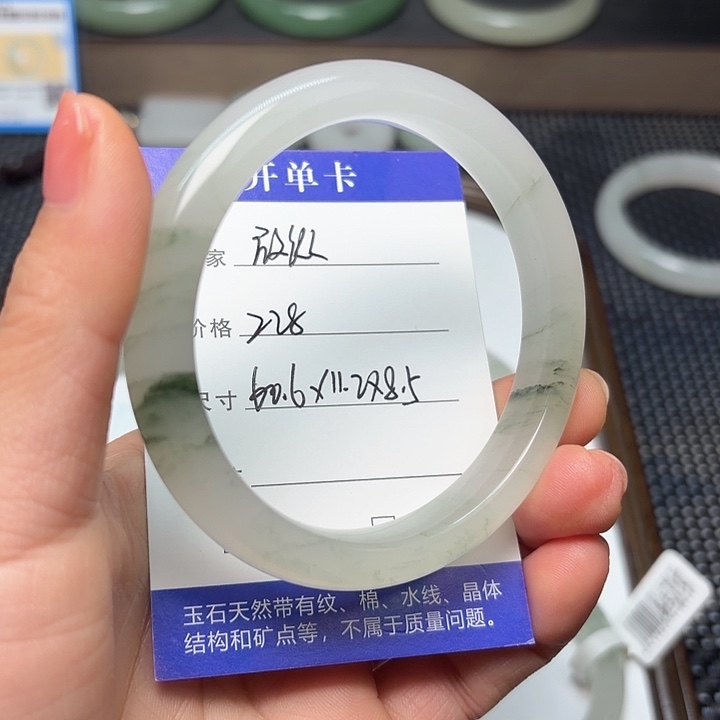 开单卡
家
价格 228
尺寸 60.6x11.2x8.5
玉石天然带有纹、棉、水线、晶体
结构和矿点等，不属于质量问题。